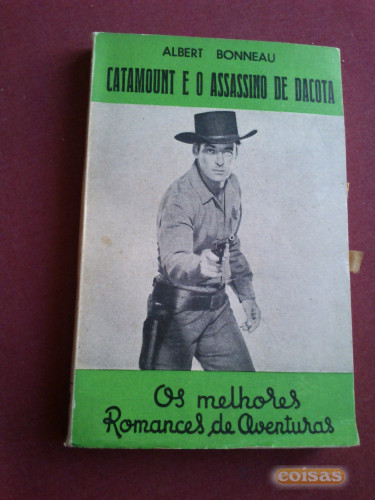 ALBERT BONNEAU
CATAMOUNT E O ASSASSINO DE DACOTA
Os melhores
Romances de Aventuras
coisas